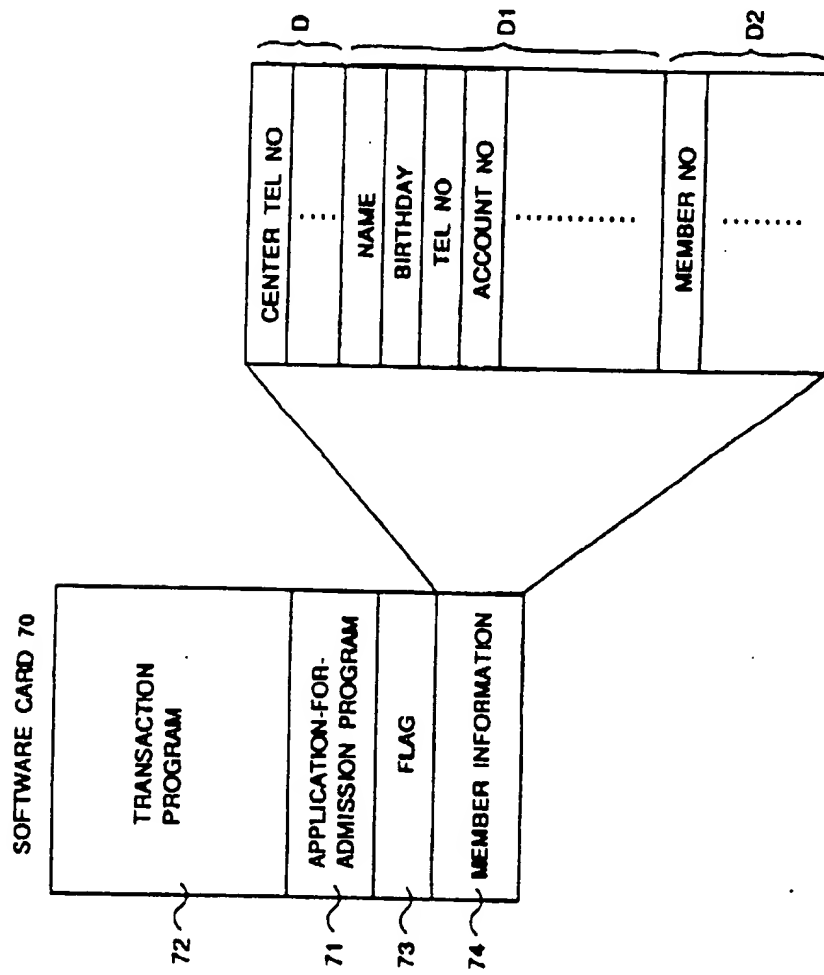 SOFTWARE CARD 70
TRANSACTION
PROGRAM
72
APPLICATION-FOR-
ADMISSION PROGRAM
71
FLAG
73
MEMBER INFORMATION
74
CENTER TEL NO
D
NAME
BIRTHDAY
TEL NO
ACCOUNT NO
D1
MEMBER NO
D2